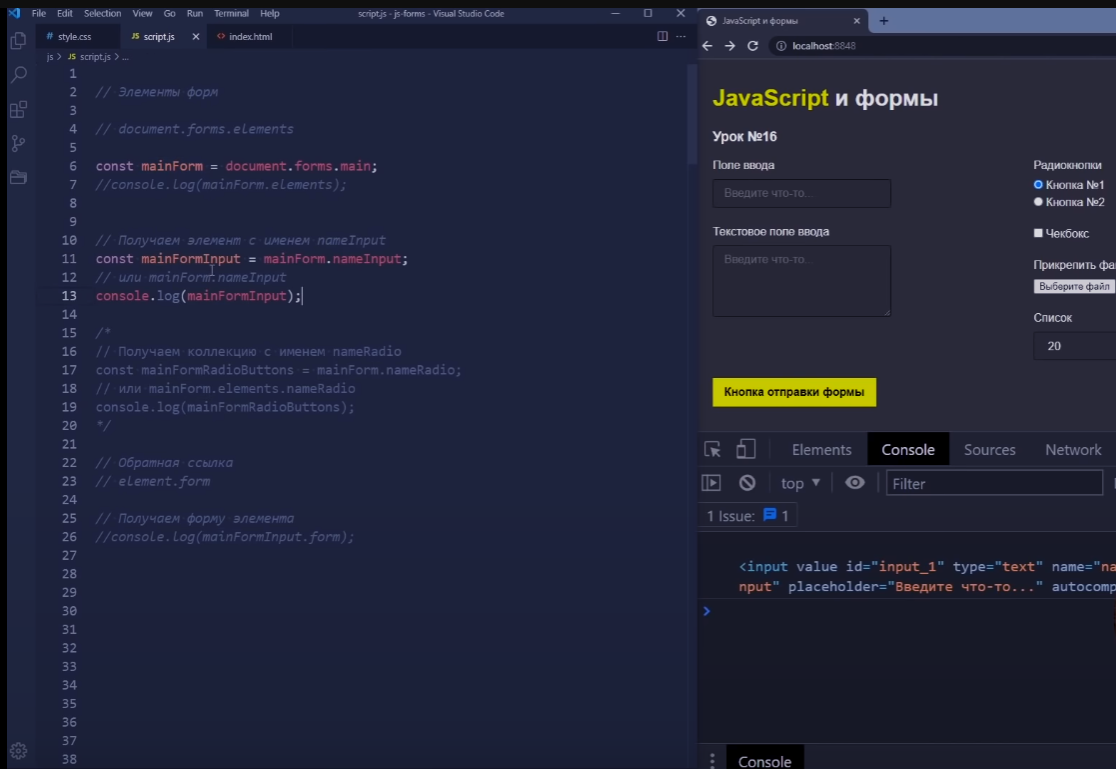 File Edit Selection View Go Run Terminal Help script.js - js-forms - Visual Studio Code
# style.css JS script.js × <> index.html
js > JS script.js > ...
1
2 // Элементы форм
3
4 // document.forms.elements
5
6 const mainForm = document.forms.main;
7 //console.log(mainForm.elements);
8
9
10 // Получаем элемент с именем nameInput
11 const mainFormInput = mainForm.nameInput;
12 // или mainForm.nameInput
13 console.log(mainFormInput);
14
15 /*
16 // Получаем коллекцию с именем nameRadio
17 const mainFormRadioButtons = mainForm.nameRadio;
18 // или mainForm.elements.nameRadio
19 console.log(mainFormRadioButtons);
20 */
21
22 // Обратная ссылка
23 // element.form
24
25 // Получаем форму элемента
26 //console.log(mainFormInput.form);
27
28
29
30
31
32
33
34
35
36
37
38
JavaScript и формы
localhost:8848
JavaScript и формы
Урок №16
Поле ввода
Введите что-то...
Текстовое поле ввода
Введите что-то...
Кнопка отправки формы
Радиокнопки
Кнопка №1
Кнопка №2
Чекбокс
Прикрепить фа
Выберите файл
Список
20
Elements Console Sources Network
top ▼ Filter
1 Issue: 1
<input value id="input_1" type="text" name="na
nput" placeholder="Введите что-то..." autocomp
>
Console